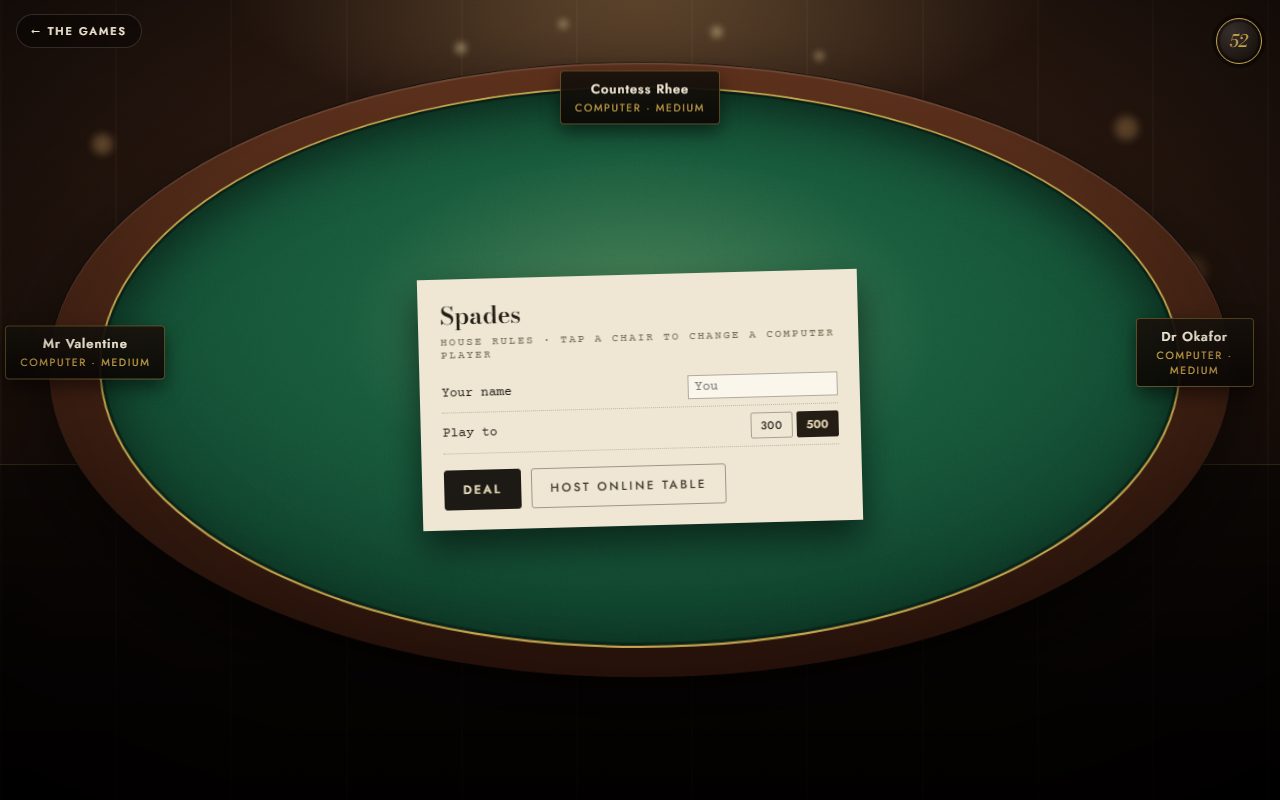 ← THE GAMES
52
Countess Rhee
COMPUTER · MEDIUM
Mr Valentine
COMPUTER · MEDIUM
Dr Okafor
COMPUTER ·
MEDIUM
Spades
HOUSE RULES · TAP A CHAIR TO CHANGE A COMPUTER
PLAYER
Your name
You
Play to
300
500
DEAL
HOST ONLINE TABLE